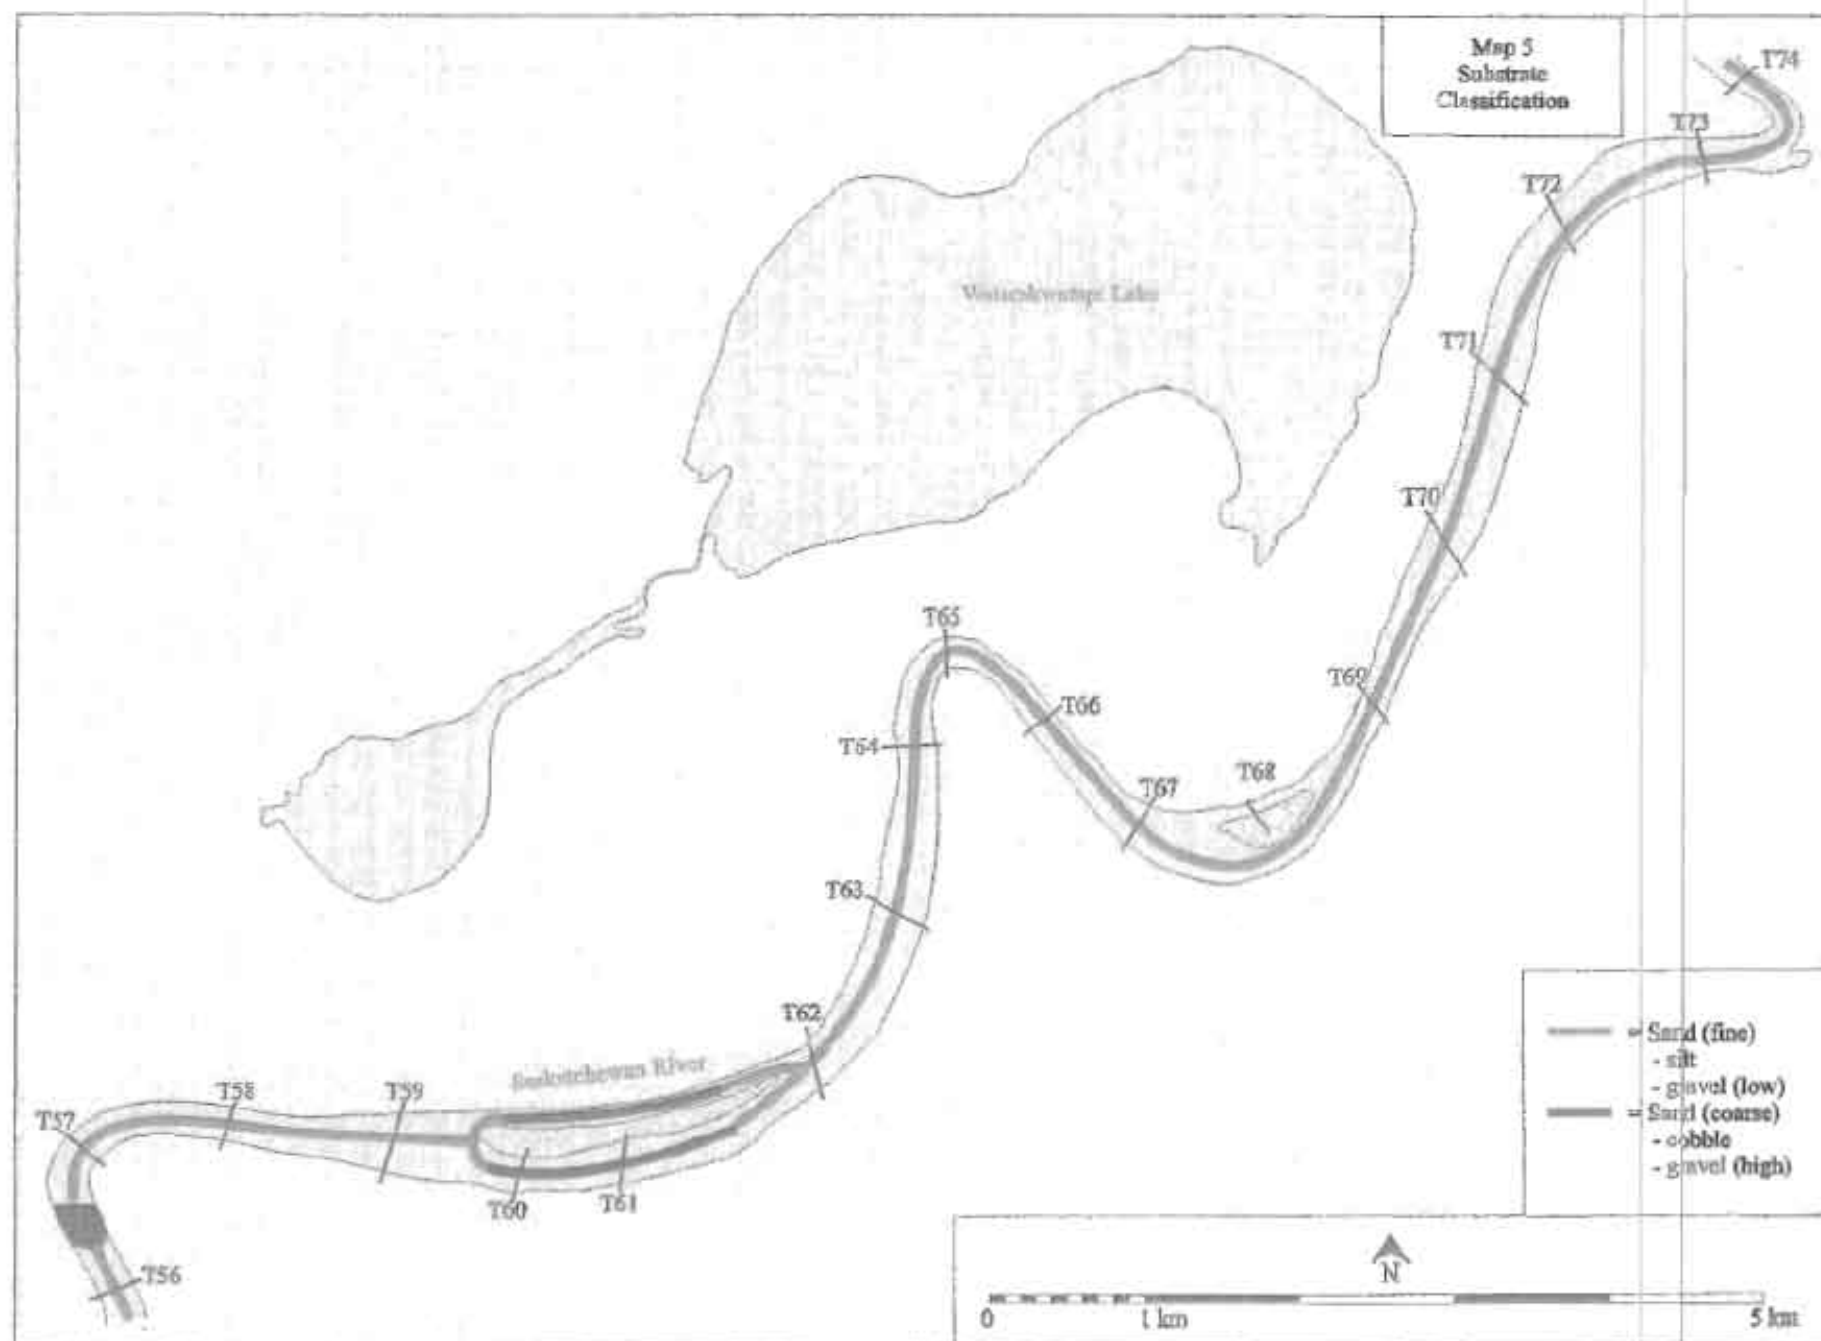 Map 5
Substrate
Classification
T74
T73
T72
Lake
T71
T70
T65
T69
T66
T64
T68
T67
T63
T62
Saskatchewan River
T58
T59
T57
T60
T61
T56
= Sand (fine)
- silt
- gravel (low)
= Sand (coarse)
- cobble
- gravel (high)
N
0 1 km 5 km